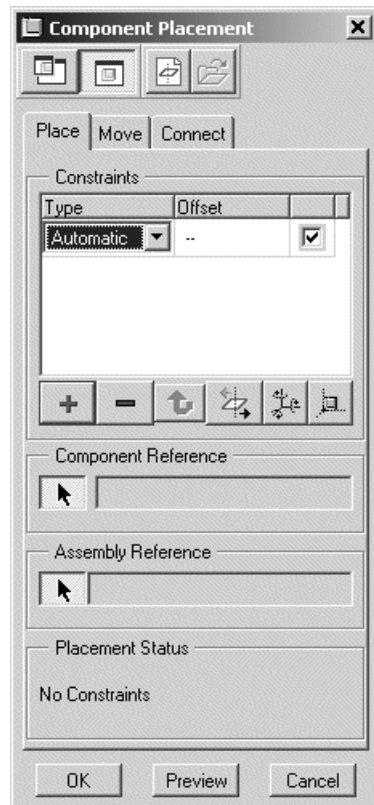 Component Placement
Place Move Connect
Constraints
Type Offset
Automatic --
Component Reference
Assembly Reference
Placement Status
No Constraints
OK Preview Cancel